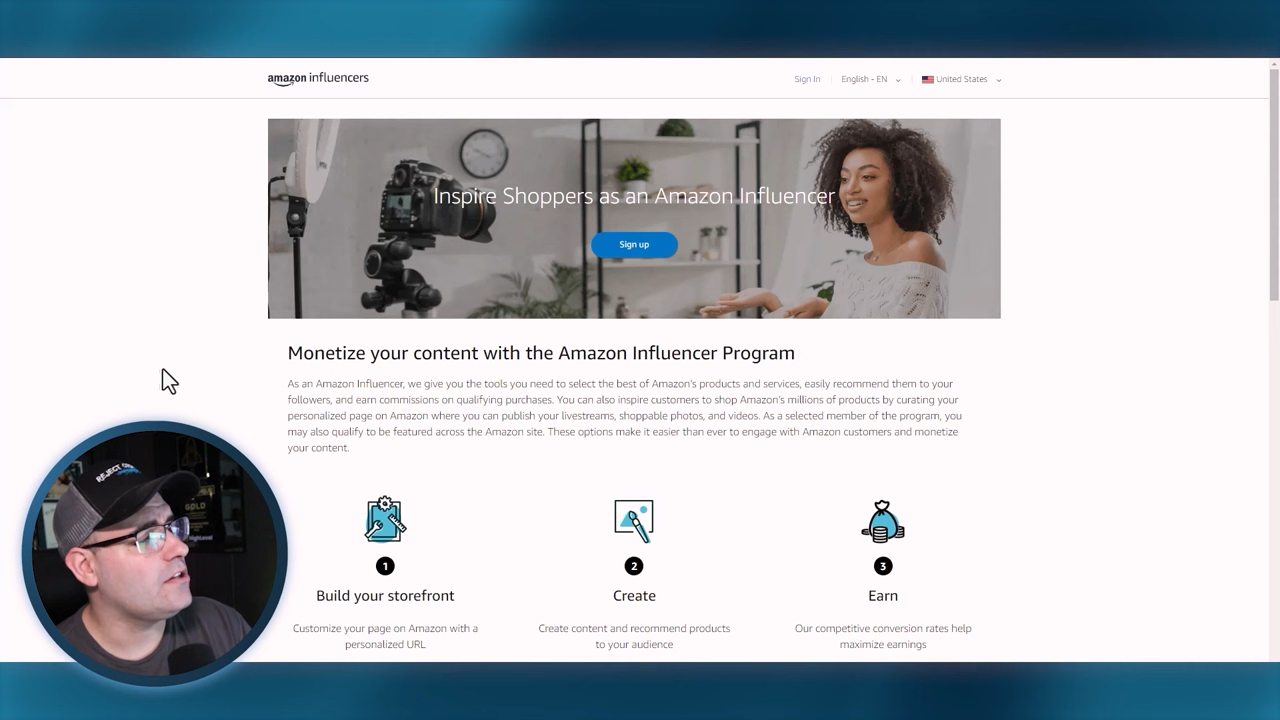 amazon influencers
Sign In
English - EN
United States
Inspire Shoppers as an Amazon Influencer
Sign up
Monetize your content with the Amazon Influencer Program
As an Amazon Influencer, we give you the tools you need to select the best of Amazon's products and services, easily recommend them to your
followers, and earn commissions on qualifying purchases. You can also inspire customers to shop Amazon's millions of products by curating your
personalized page on Amazon where you can publish your livestreams, shoppable photos, and videos. As a selected member of the program, you
may also qualify to be featured across the Amazon site. These options make it easier than ever to engage with Amazon customers and monetize
your content.
1
2
3
Build your storefront
Create
Earn
Customize your page on Amazon with a
personalized URL
Create content and recommend products
to your audience
Our competitive conversion rates help
maximize earnings
REJECT
GOLD